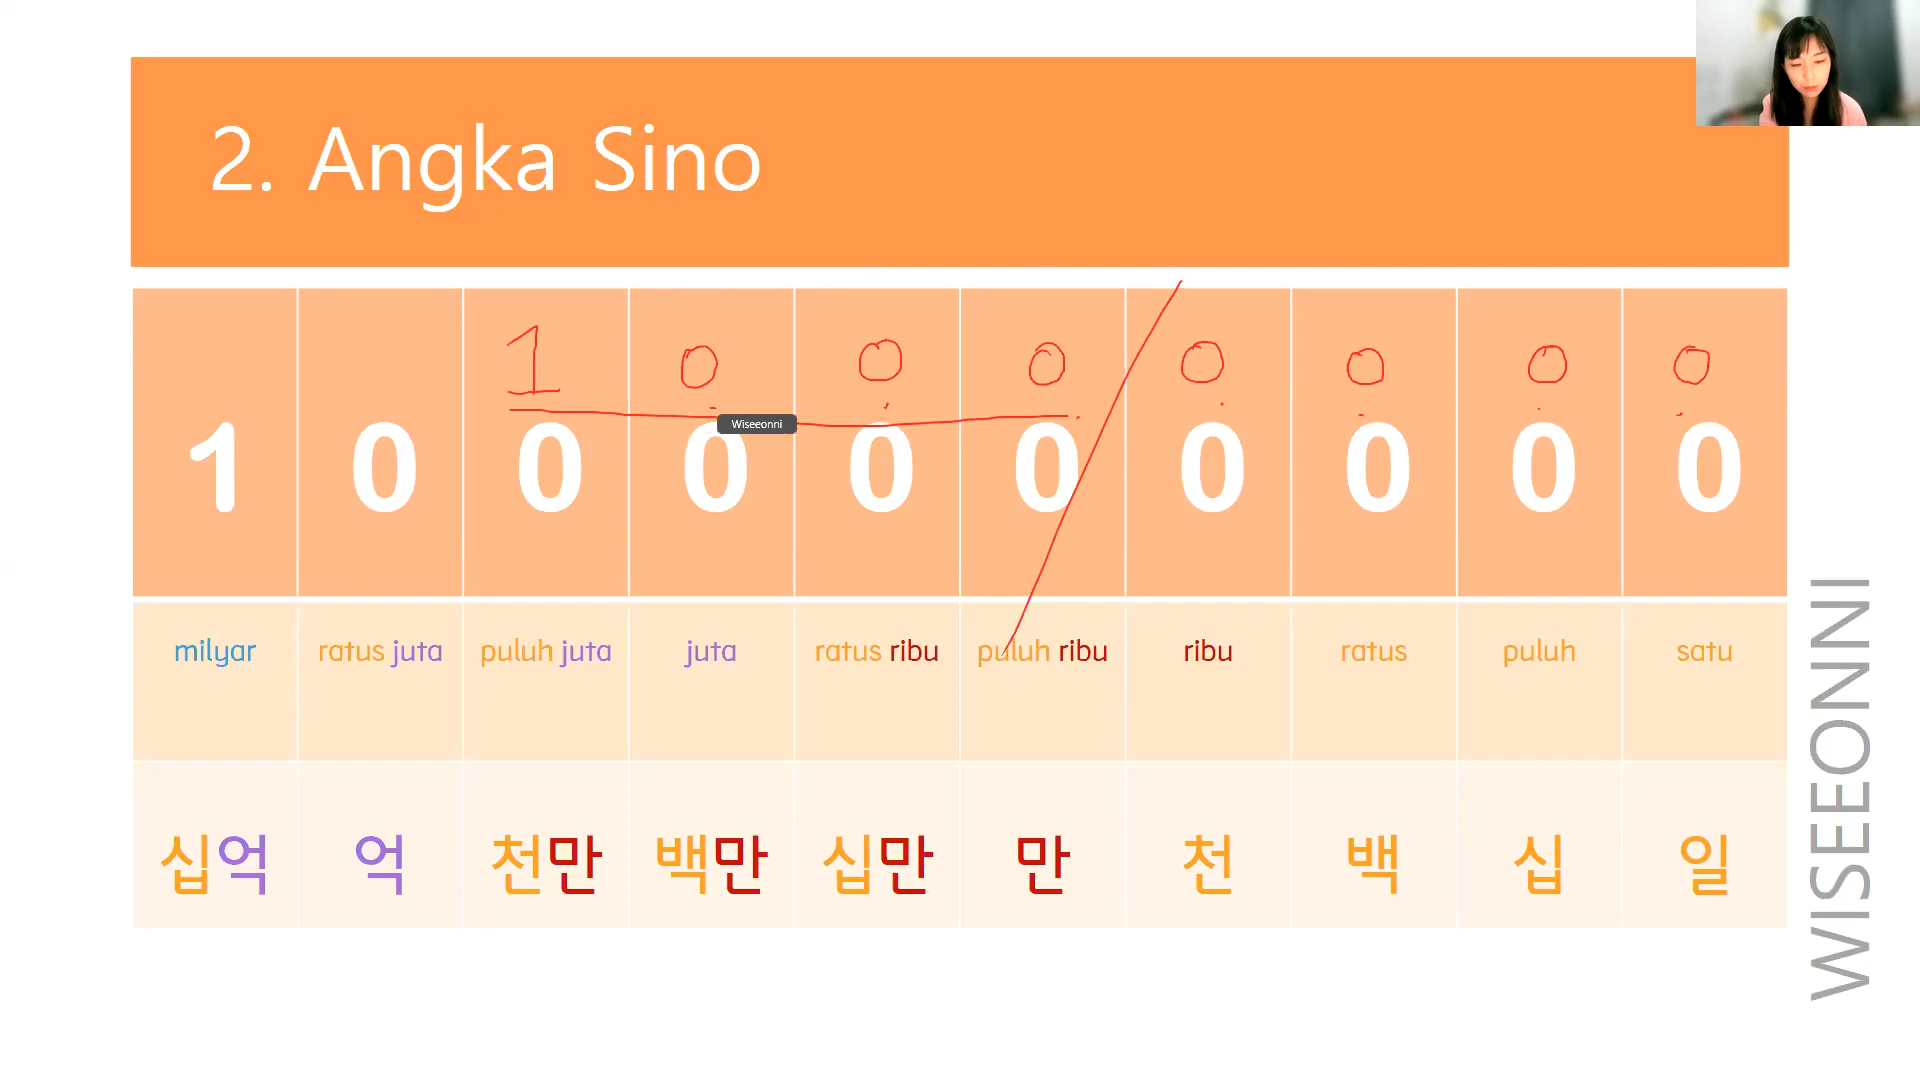 2. Angka Sino
1 0 0 0 0 0 0 0
Wiseeonni
1 0 0 0 0 0 0 0 0 0
milyar ratus juta puluh juta juta ratus ribu puluh ribu ribu ratus puluh satu
십억 억 천만 백만 십만 만 천 백 십 일
WISEEONNI